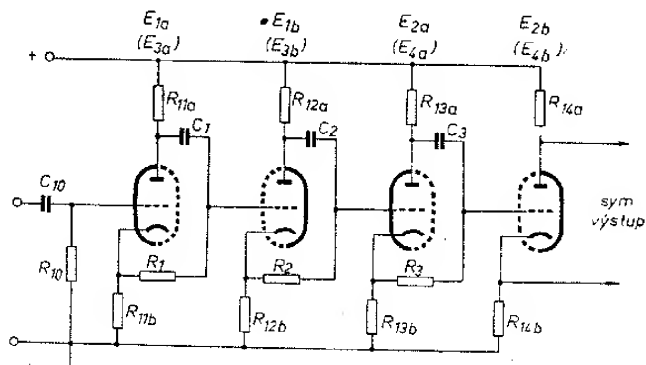 E1a E1b E2a E2b
(E3a) (E3b) (E4a) (E4b)
+
R11a R12a R13a R14a
C1 C2 C3
C10
sym
výstup
R10 R1 R2 R3
R11b R12b R13b R14b